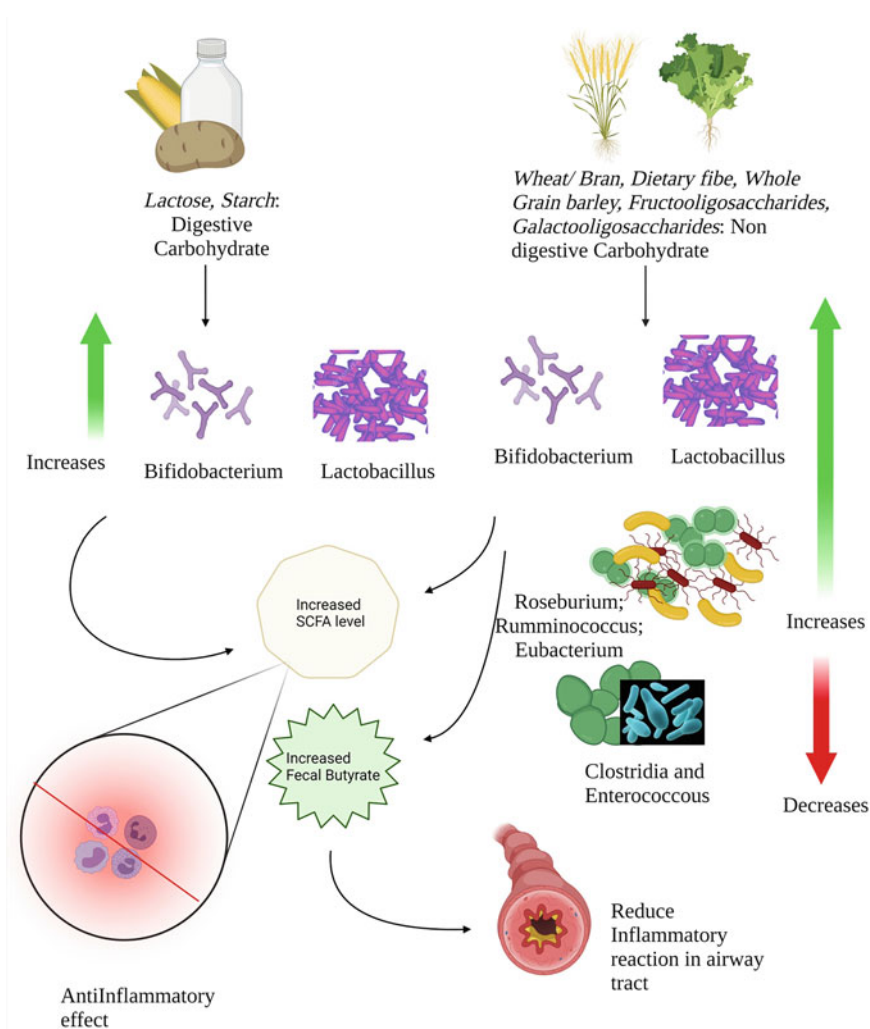 Lactose, Starch:
Digestive
Carbohydrate
Wheat/ Bran, Dietary fibe, Whole
Grain barley, Fructooligosaccharides,
Galactooligosaccharides: Non
digestive Carbohydrate
Increases
Bifidobacterium
Lactobacillus
Bifidobacterium
Lactobacillus
Increased
SCFA level
Roseburium;
Rumminococcus;
Eubacterium
Increases
Increased
Fecal Butyrate
Clostridia and
Enterococcous
Decreases
Reduce
Inflammatory
reaction in airway
tract
AntiInflammatory
effect